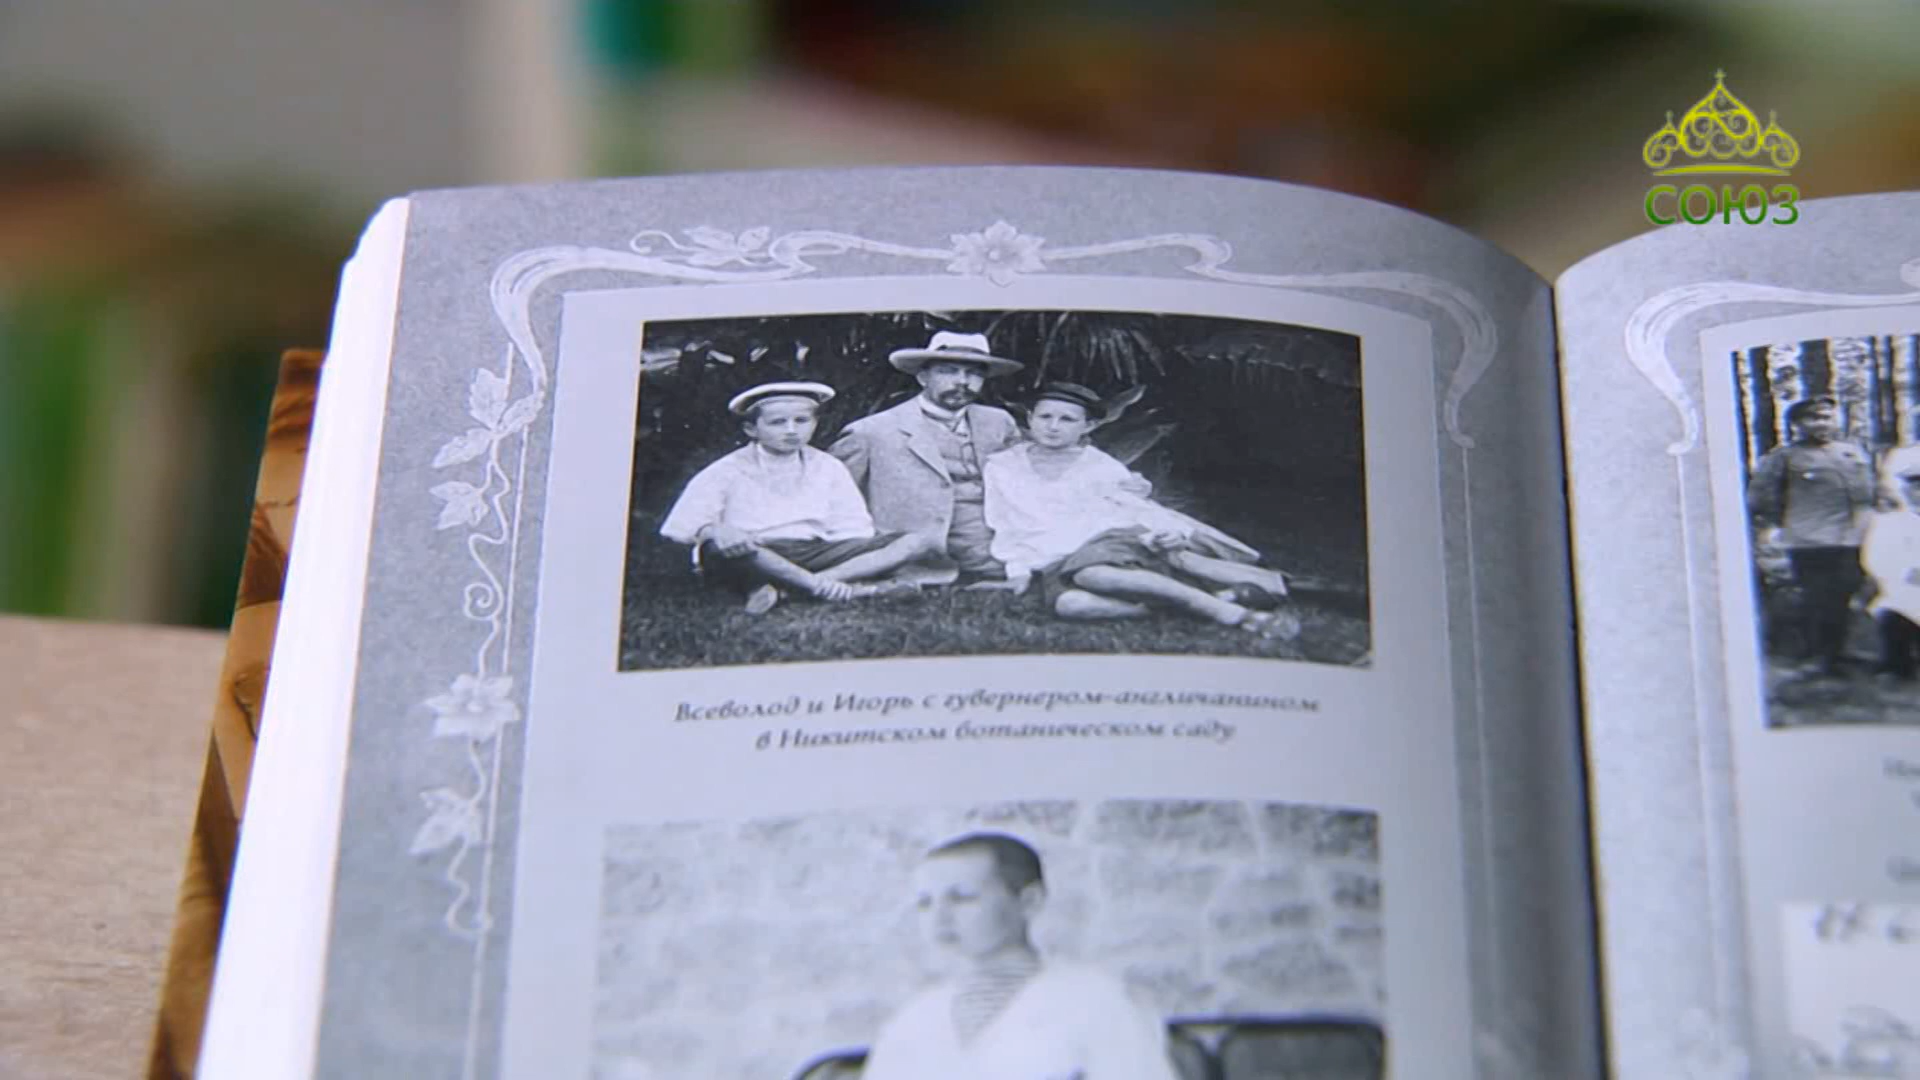 СОЮЗ
Всеволод и Игорь с гувернером-англичанином
в Никитском ботаническом саду